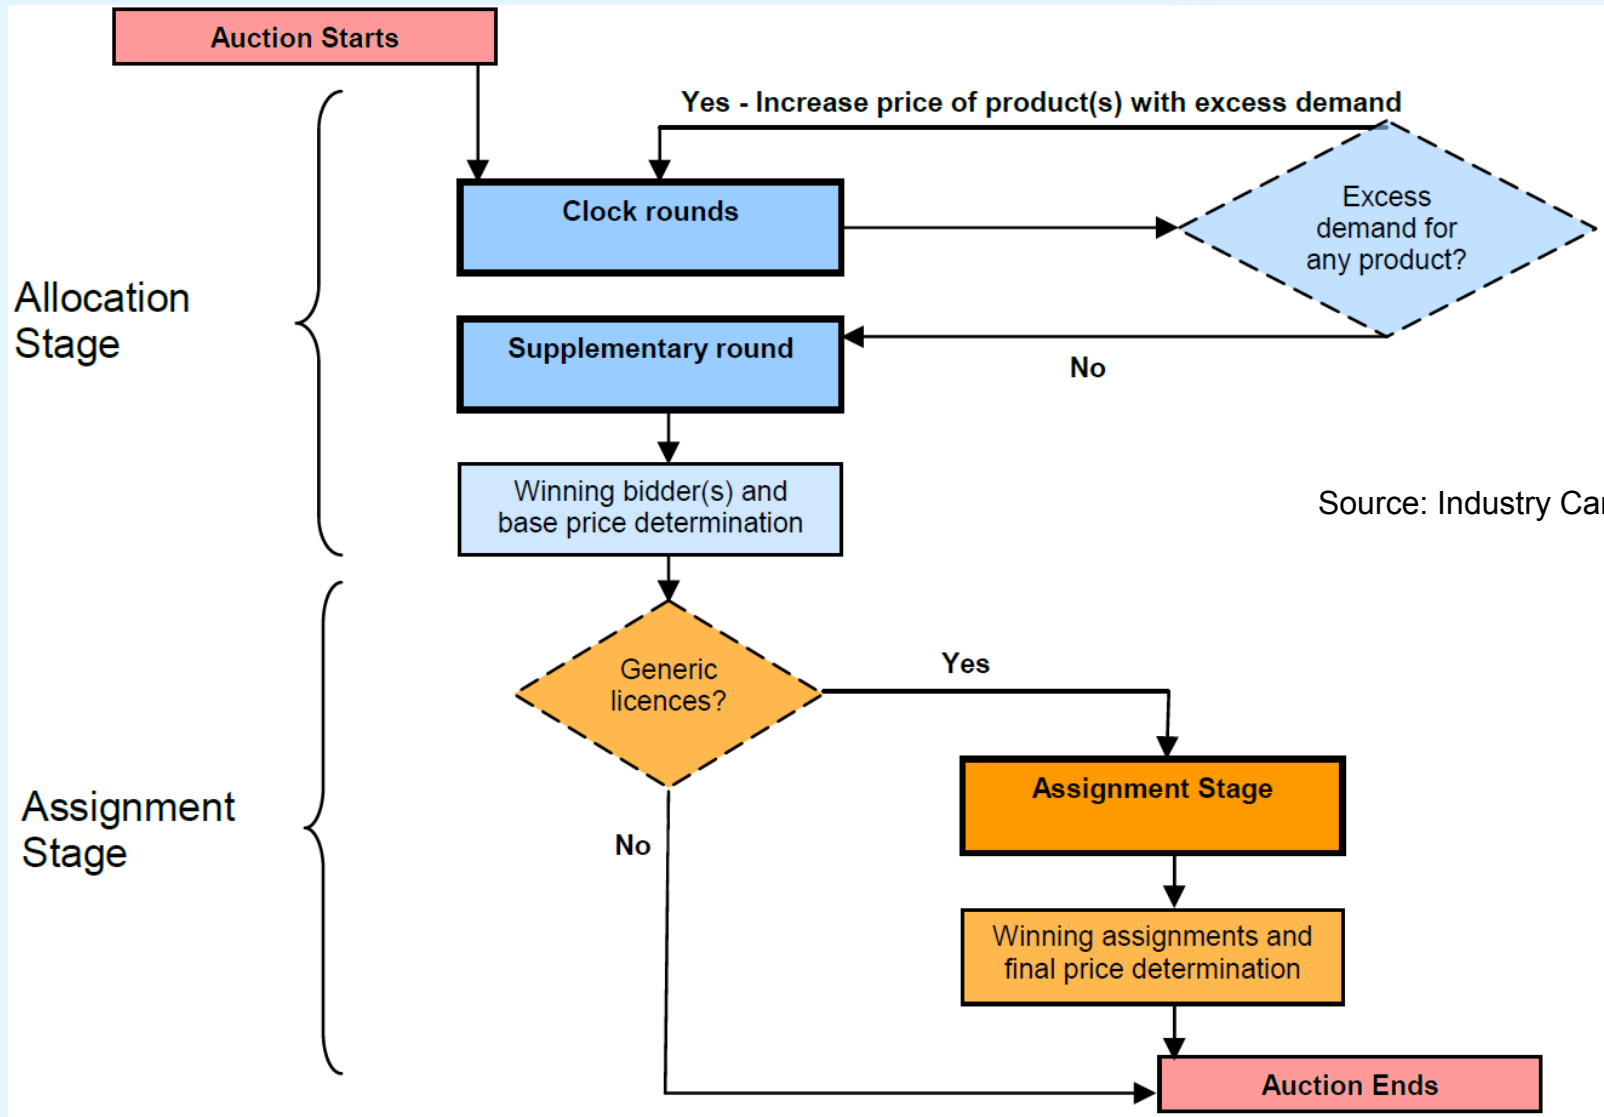 Auction Starts
Yes - Increase price of product(s) with excess demand
Clock rounds
Excess
demand for
any product?
Allocation
Stage
Supplementary round
No
Winning bidder(s) and
base price determination
Source: Industry
Generic
licences?
Yes
Assignment Stage
Assignment
Stage
No
Winning assignments and
final price determination
Auction Ends